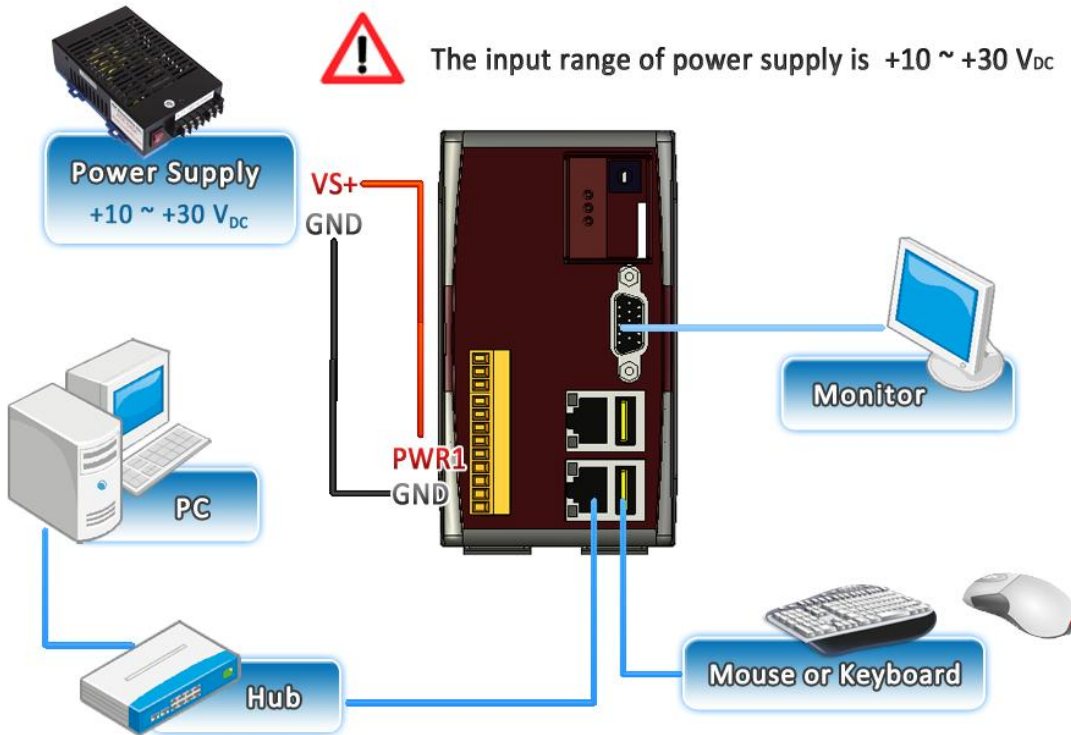 The input range of power supply is +10 ~ +30 VDC
Power Supply
+10 ~ +30 VDC
VS+
GND
Monitor
PWR1
GND
PC
Mouse or Keyboard
Hub